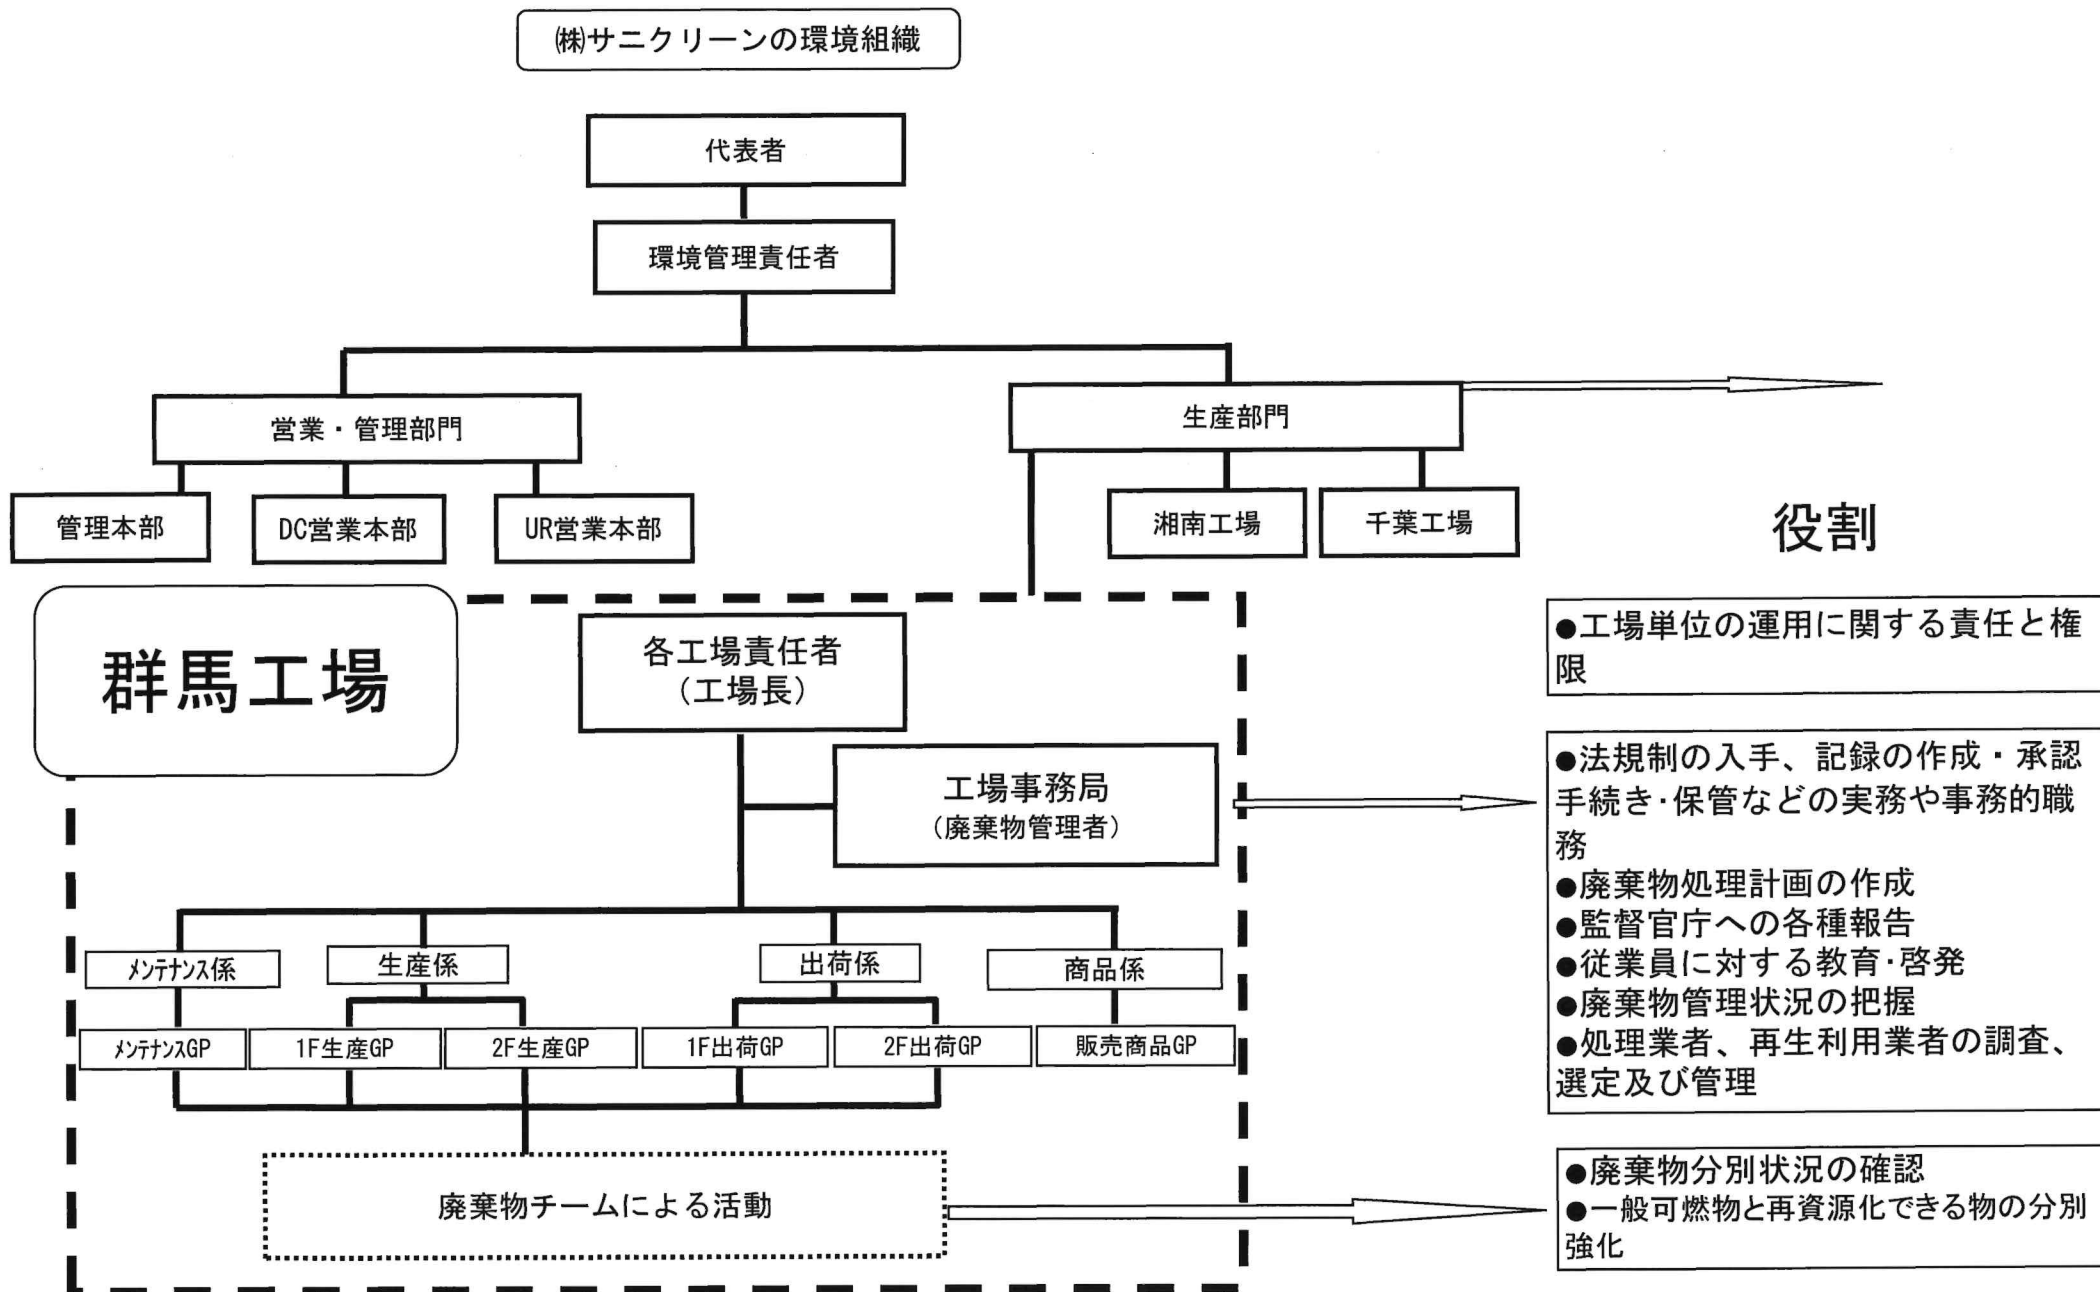 ㈱サニクリーンの環境組織
代表者
環境管理責任者
営業・管理部門
生産部門
管理本部
DC営業本部
UR営業本部
湘南工場
千葉工場
役割
群馬工場
各工場責任者
（工場長）
●工場単位の運用に関する責任と権
限
工場事務局
（廃棄物管理者）
●法規制の入手、記録の作成・承認
手続き･保管などの実務や事務的職
務
●廃棄物処理計画の作成
●監督官庁への各種報告
●従業員に対する教育･啓発
●廃棄物管理状況の把握
●処理業者、再生利用業者の調査、
選定及び管理
ﾒﾝﾃﾅﾝｽ係
生産係
出荷係
商品係
ﾒﾝﾃﾅﾝｽGP
1F生産GP
2F生産GP
1F出荷GP
2F出荷GP
販売商品GP
廃棄物チームによる活動
●廃棄物分別状況の確認
●一般可燃物と再資源化できる物の分別
強化